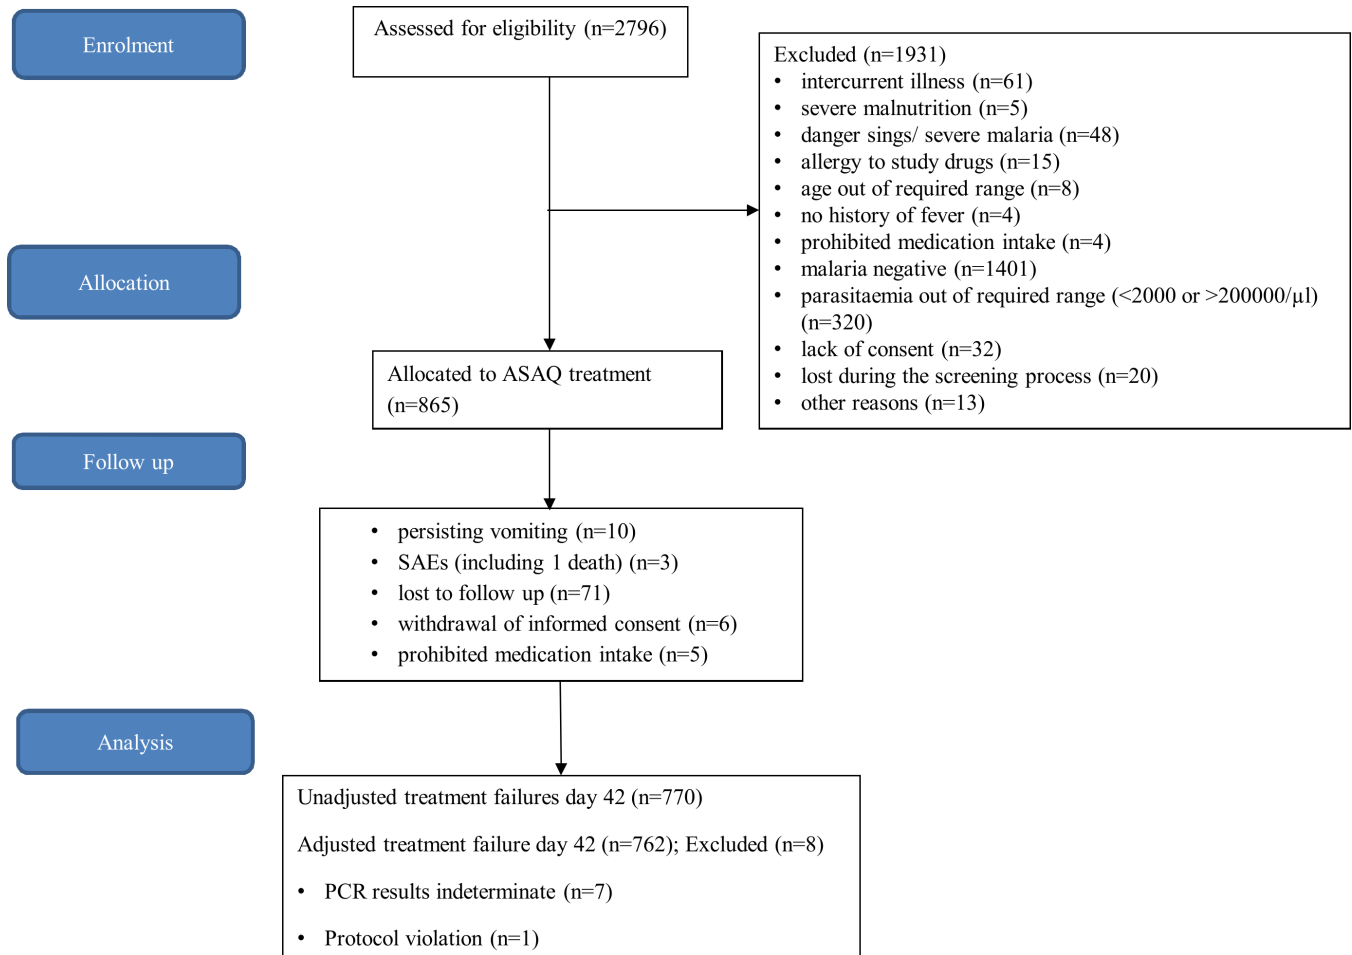 Enrolment
Assessed for eligibility (n=2796)
Excluded (n=1931)
• intercurrent illness (n=61)
• severe malnutrition (n=5)
• danger sings/ severe malaria (n=48)
• allergy to study drugs (n=15)
• age out of required range (n=8)
• no history of fever (n=4)
• prohibited medication intake (n=4)
• malaria negative (n=1401)
• parasitaemia out of required range (<2000 or >200000/µl)
(n=320)
• lack of consent (n=32)
• lost during the screening process (n=20)
• other reasons (n=13)
Allocation
Allocated to ASAQ treatment
(n=865)
Follow up
• persisting vomiting (n=10)
• SAEs (including 1 death) (n=3)
• lost to follow up (n=71)
• withdrawal of informed consent (n=6)
• prohibited medication intake (n=5)
Analysis
Unadjusted treatment failures day 42 (n=770)
Adjusted treatment failure day 42 (n=762); Excluded (n=8)
• PCR results indeterminate (n=7)
• Protocol violation (n=1)